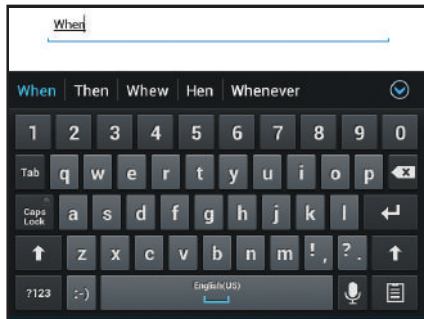 When
When Then Whew Hen Whenever
1 2 3 4 5 6 7 8 9 0
Tab q w e r t y u i o p
Caps Lock a s d f g h j k l
z x c v b n m ! , ? .
?123 :-) English(US)